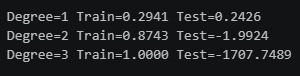 Degree=1 Train=0.2941 Test=0.2426
Degree=2 Train=0.8743 Test=-1.9924
Degree=3 Train=1.0000 Test=-1707.7489